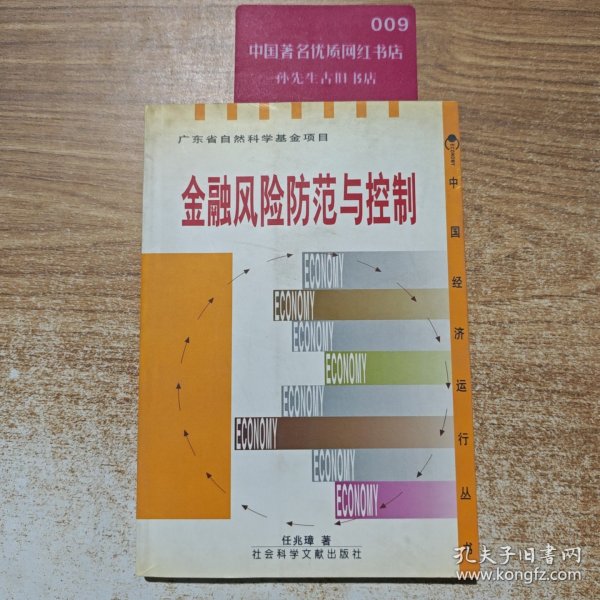 009
中国著名优质网红书店
孙先生古旧书店
广东省自然科学基金项目
金融风险防范与控制
ECONOMY
ECONOMY
ECONOMY
ECONOMY
ECONOMY
ECONOMY
ECONOMY
ECONOMY
中国经济运行丛书
任兆璋 著
社会科学文献出版社
孔夫子旧书网
www.kongfz.com